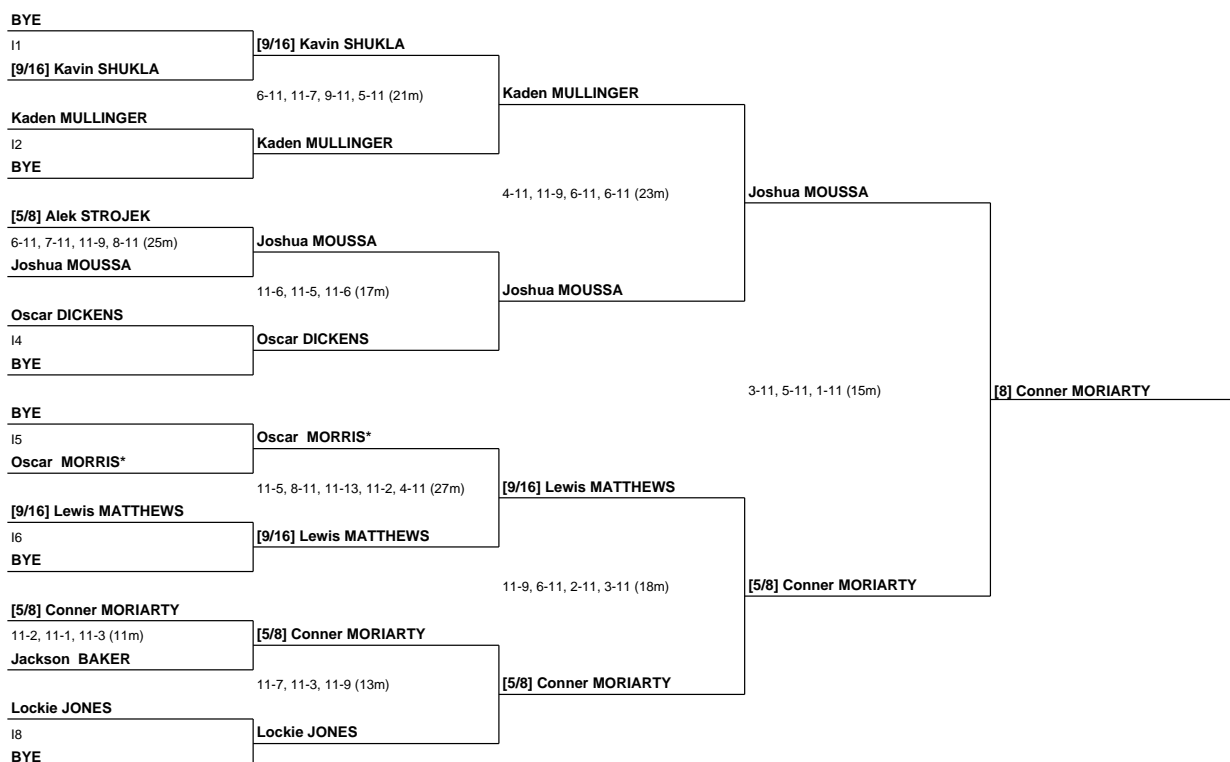 BYE
I1
[9/16] Kavin SHUKLA
[9/16] Kavin SHUKLA
6-11, 11-7, 9-11, 5-11 (21m)
Kaden MULLINGER
Kaden MULLINGER
I2
Kaden MULLINGER
BYE
4-11, 11-9, 6-11, 6-11 (23m)
Joshua MOUSSA
[5/8] Alek STROJEK
6-11, 7-11, 11-9, 8-11 (25m)
Joshua MOUSSA
Joshua MOUSSA
11-6, 11-5, 11-6 (17m)
Joshua MOUSSA
Oscar DICKENS
I4
Oscar DICKENS
BYE
3-11, 5-11, 1-11 (15m)
[8] Conner MORIARTY
BYE
I5
Oscar  MORRIS*
Oscar  MORRIS*
11-5, 8-11, 11-13, 11-2, 4-11 (27m)
[9/16] Lewis MATTHEWS
[9/16] Lewis MATTHEWS
I6
[9/16] Lewis MATTHEWS
BYE
11-9, 6-11, 2-11, 3-11 (18m)
[5/8] Conner MORIARTY
[5/8] Conner MORIARTY
11-2, 11-1, 11-3 (11m)
[5/8] Conner MORIARTY
Jackson  BAKER
11-7, 11-3, 11-9 (13m)
[5/8] Conner MORIARTY
Lockie JONES
I8
Lockie JONES
BYE